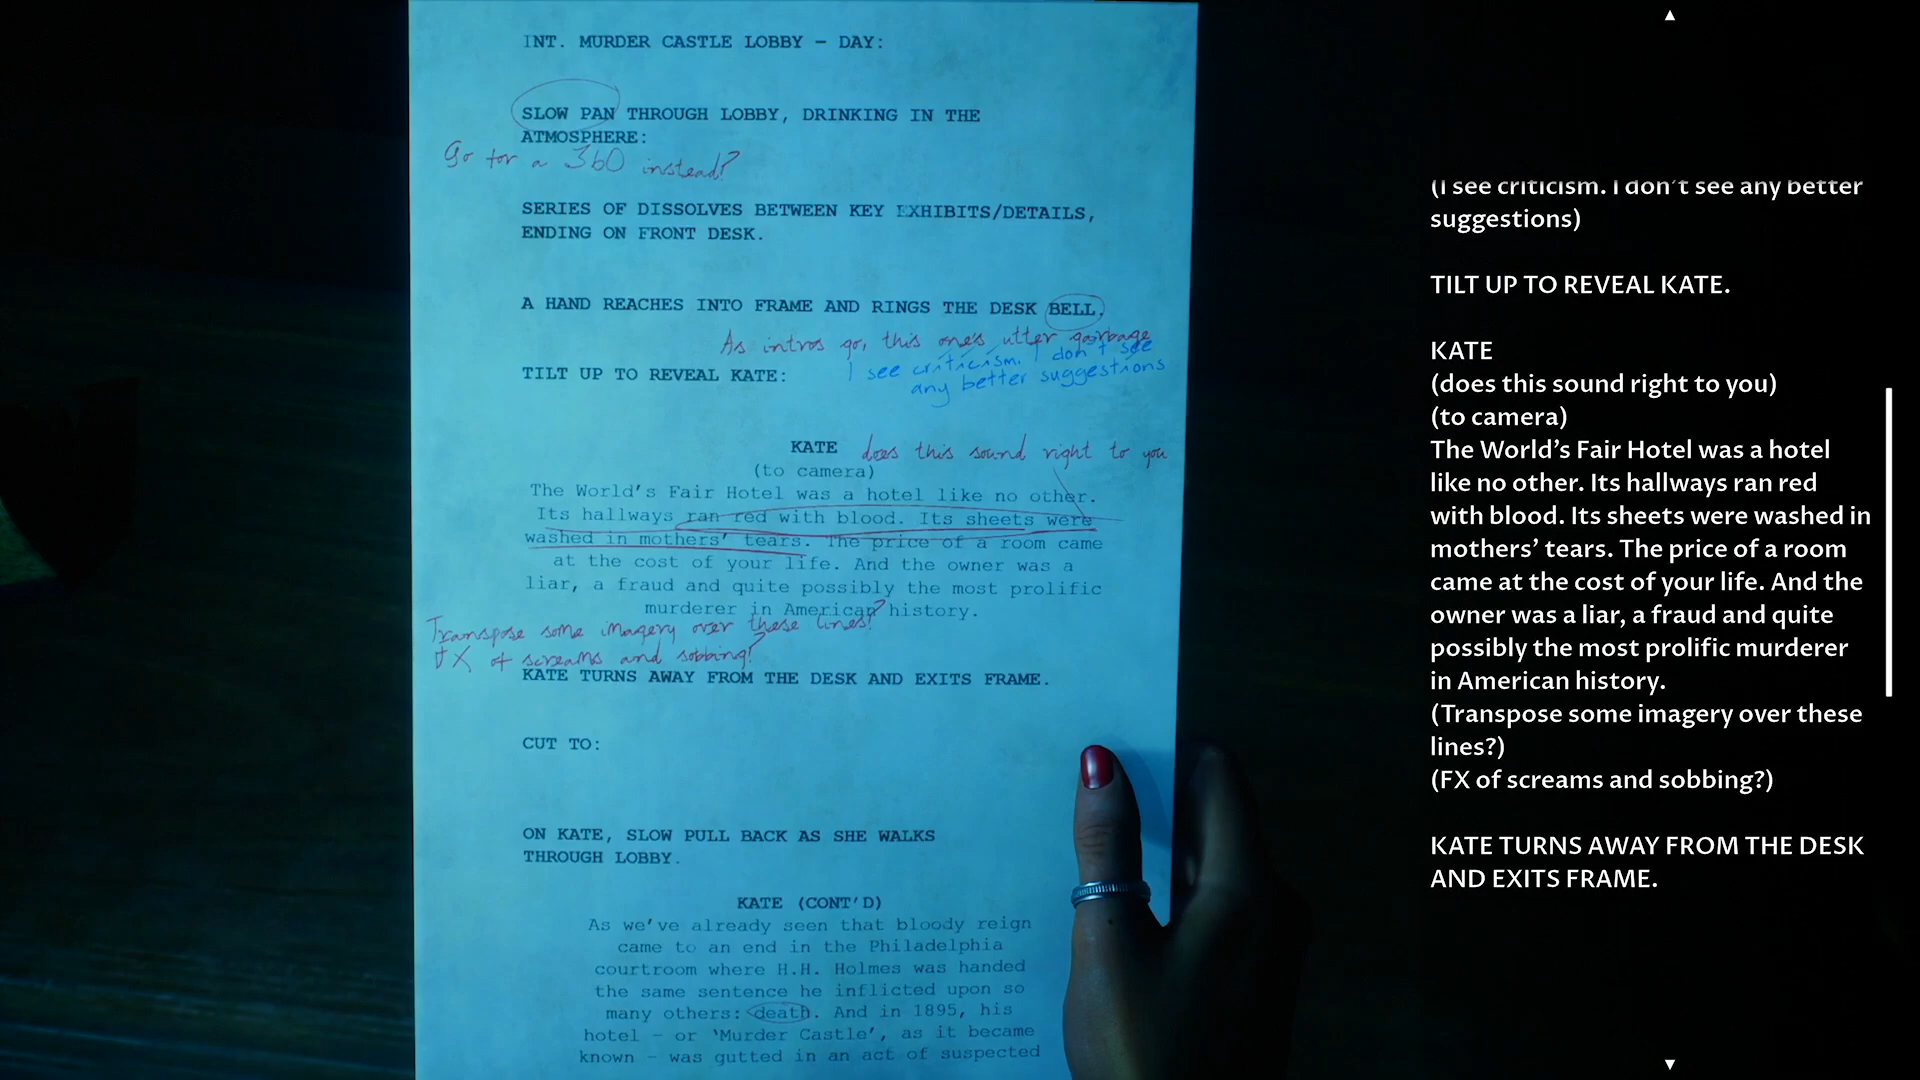 INT. MURDER CASTLE LOBBY – DAY:
SLOW PAN THROUGH LOBBY, DRINKING IN THE
ATMOSPHERE:
Go for a 360 instead?
SERIES OF DISSOLVES BETWEEN KEY EXHIBITS/DETAILS,
ENDING ON FRONT DESK.
A HAND REACHES INTO FRAME AND RINGS THE DESK BELL.
As intros go, this one's utter garbage
I see criticism. I don't see
any better suggestions
TILT UP TO REVEAL KATE:
KATE does this sound right to you
(to camera)
The World's Fair Hotel was a hotel like no other.
Its hallways ran red with blood. Its sheets were
washed in mothers' tears. The price of a room came
at the cost of your life. And the owner was a
liar, a fraud and quite possibly the most prolific
murderer in American history.
Transpose some imagery over these lines?
FX of screams and sobbing?
KATE TURNS AWAY FROM THE DESK AND EXITS FRAME.
CUT TO:
ON KATE, SLOW PULL BACK AS SHE WALKS
THROUGH LOBBY.
KATE (CONT'D)
As we've already seen that bloody reign
came to an end in the Philadelphia
courtroom where H.H. Holmes was handed
the same sentence he inflicted upon so
many others: death. And in 1895, his
hotel – or 'Murder Castle', as it became
known – was gutted in an act of suspected
(I see criticism. I don't see any better
suggestions)
TILT UP TO REVEAL KATE.
KATE
(does this sound right to you)
(to camera)
The World's Fair Hotel was a hotel
like no other. Its hallways ran red
with blood. Its sheets were washed in
mothers' tears. The price of a room
came at the cost of your life. And the
owner was a liar, a fraud and quite
possibly the most prolific murderer
in American history.
(Transpose some imagery over these
lines?)
(FX of screams and sobbing?)
KATE TURNS AWAY FROM THE DESK
AND EXITS FRAME.